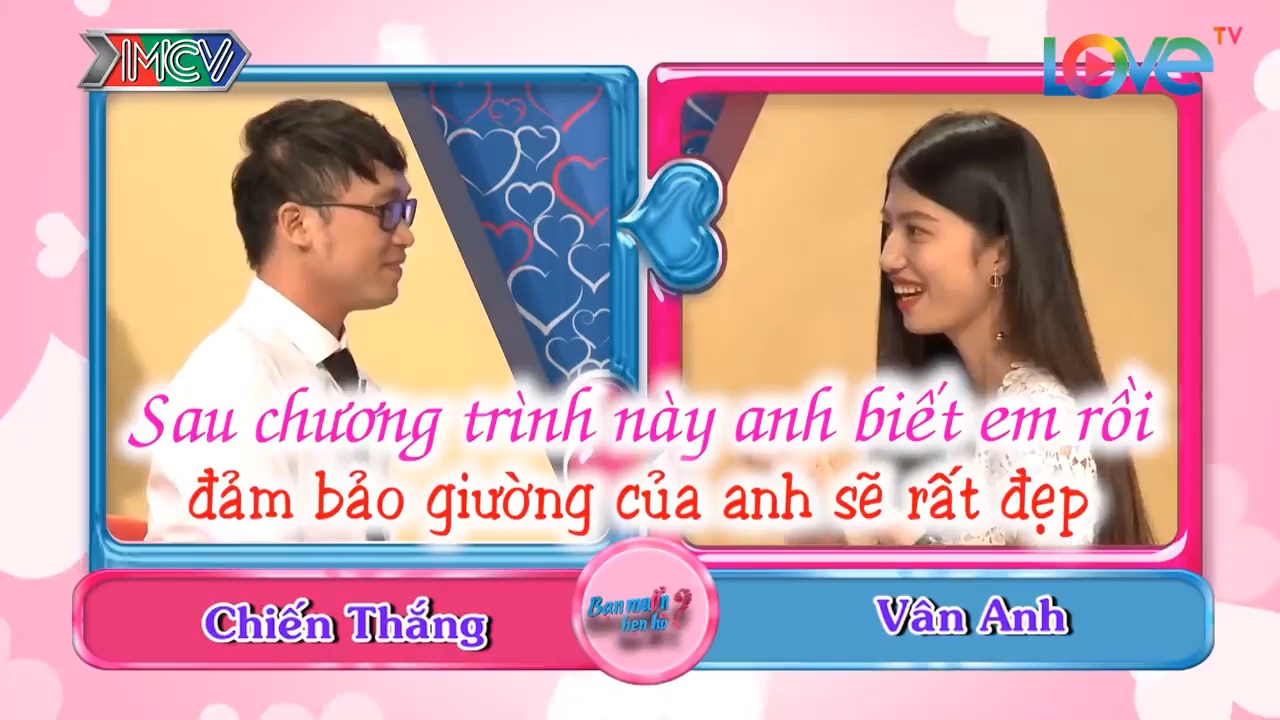 MCV
LOVE TV
Sau chương trình này anh biết em rồi
đảm bảo giường của anh sẽ rất đẹp
Chiến Thắng
Bạn muốn
hẹn hò
?
Vân Anh